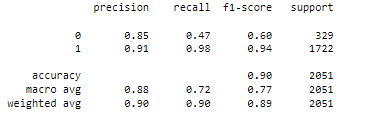 precision recall f1-score support
0 0.85 0.47 0.60 329
1 0.91 0.98 0.94 1722
accuracy 0.90 2051
macro avg 0.88 0.72 0.77 2051
weighted avg 0.90 0.90 0.89 2051